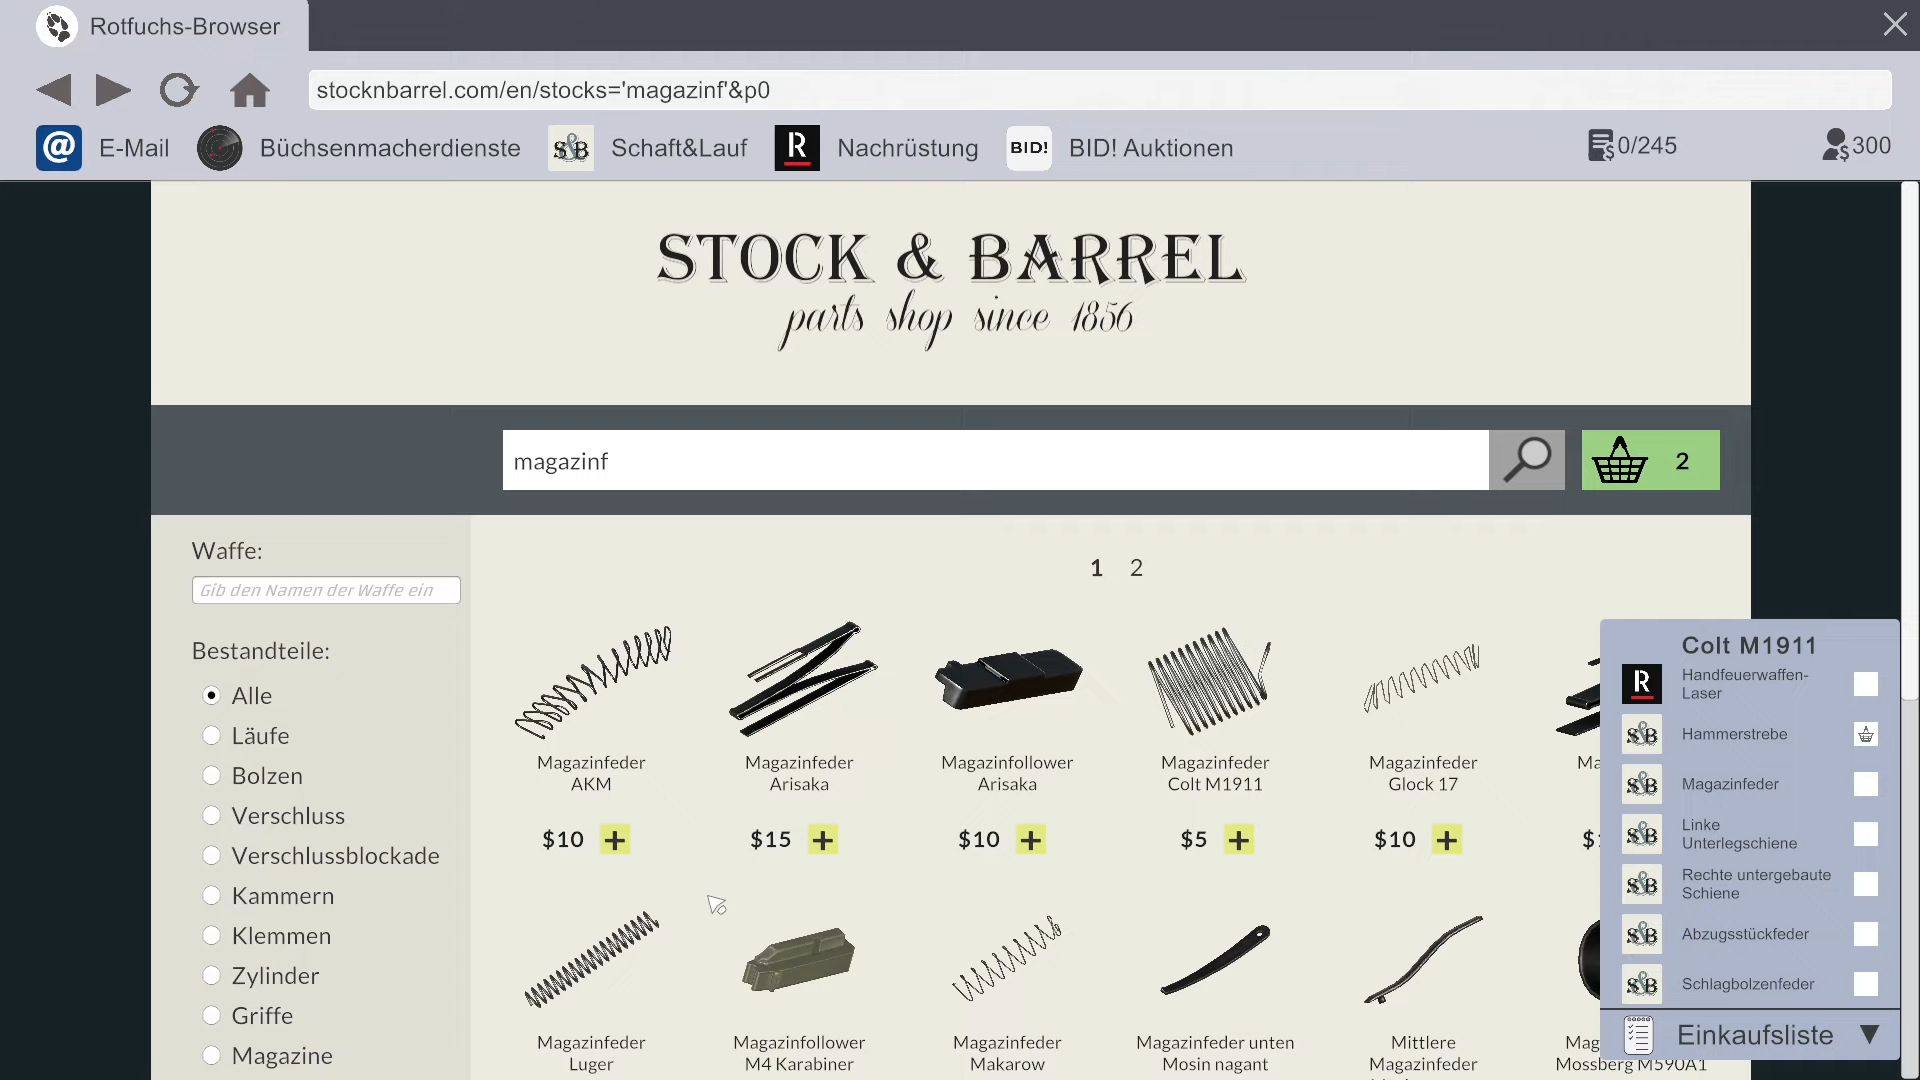 Rotfuchs-Browser
stocknbarrel.com/en/stocks='magazinf'&p0
@ E-Mail Büchsenmacherdienste S&B Schaft&Lauf R Nachrüstung BID! BID! Auktionen 0/245 300
STOCK & BARREL
parts shop since 1856
magazinf
2
Waffe:
Gib den Namen der Waffe ein
Bestandteile:
Alle
Läufe
Bolzen
Verschluss
Verschlussblockade
Kammern
Klemmen
Zylinder
Griffe
Magazine
1 2
Magazinfeder
AKM
$10 +
Magazinfeder
Arisaka
$15 +
Magazinfollower
Arisaka
$10 +
Magazinfeder
Colt M1911
$5 +
Magazinfeder
Glock 17
$10 +
Magazinfeder
Luger
Magazinfollower
M4 Karabiner
Magazinfeder
Makarow
Magazinfeder unten
Mosin nagant
Mittlere
Magazinfeder
Mossberg M590A1
Colt M1911
R Handfeuerwaffen-
Laser
S&B Hammerstrebe
S&B Magazinfeder
S&B Linke
Unterlegschiene
S&B Rechte untergebaute
Schiene
S&B Abzugsstückfeder
S&B Schlagbolzenfeder
Einkaufsliste